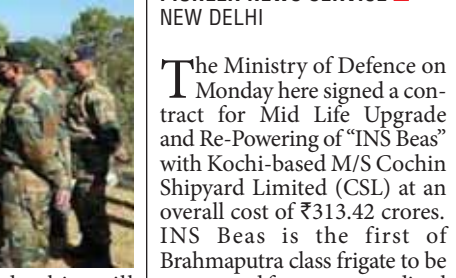 NEW DELHI
The Ministry of Defence on
Monday here signed a con-
tract for Mid Life Upgrade
and Re-Powering of "INS Beas"
with Kochi-based M/S Cochin
Shipyard Limited (CSL) at an
overall cost of ₹313.42 crores.
INS Beas is the first of
Brahmaputra class frigate to be